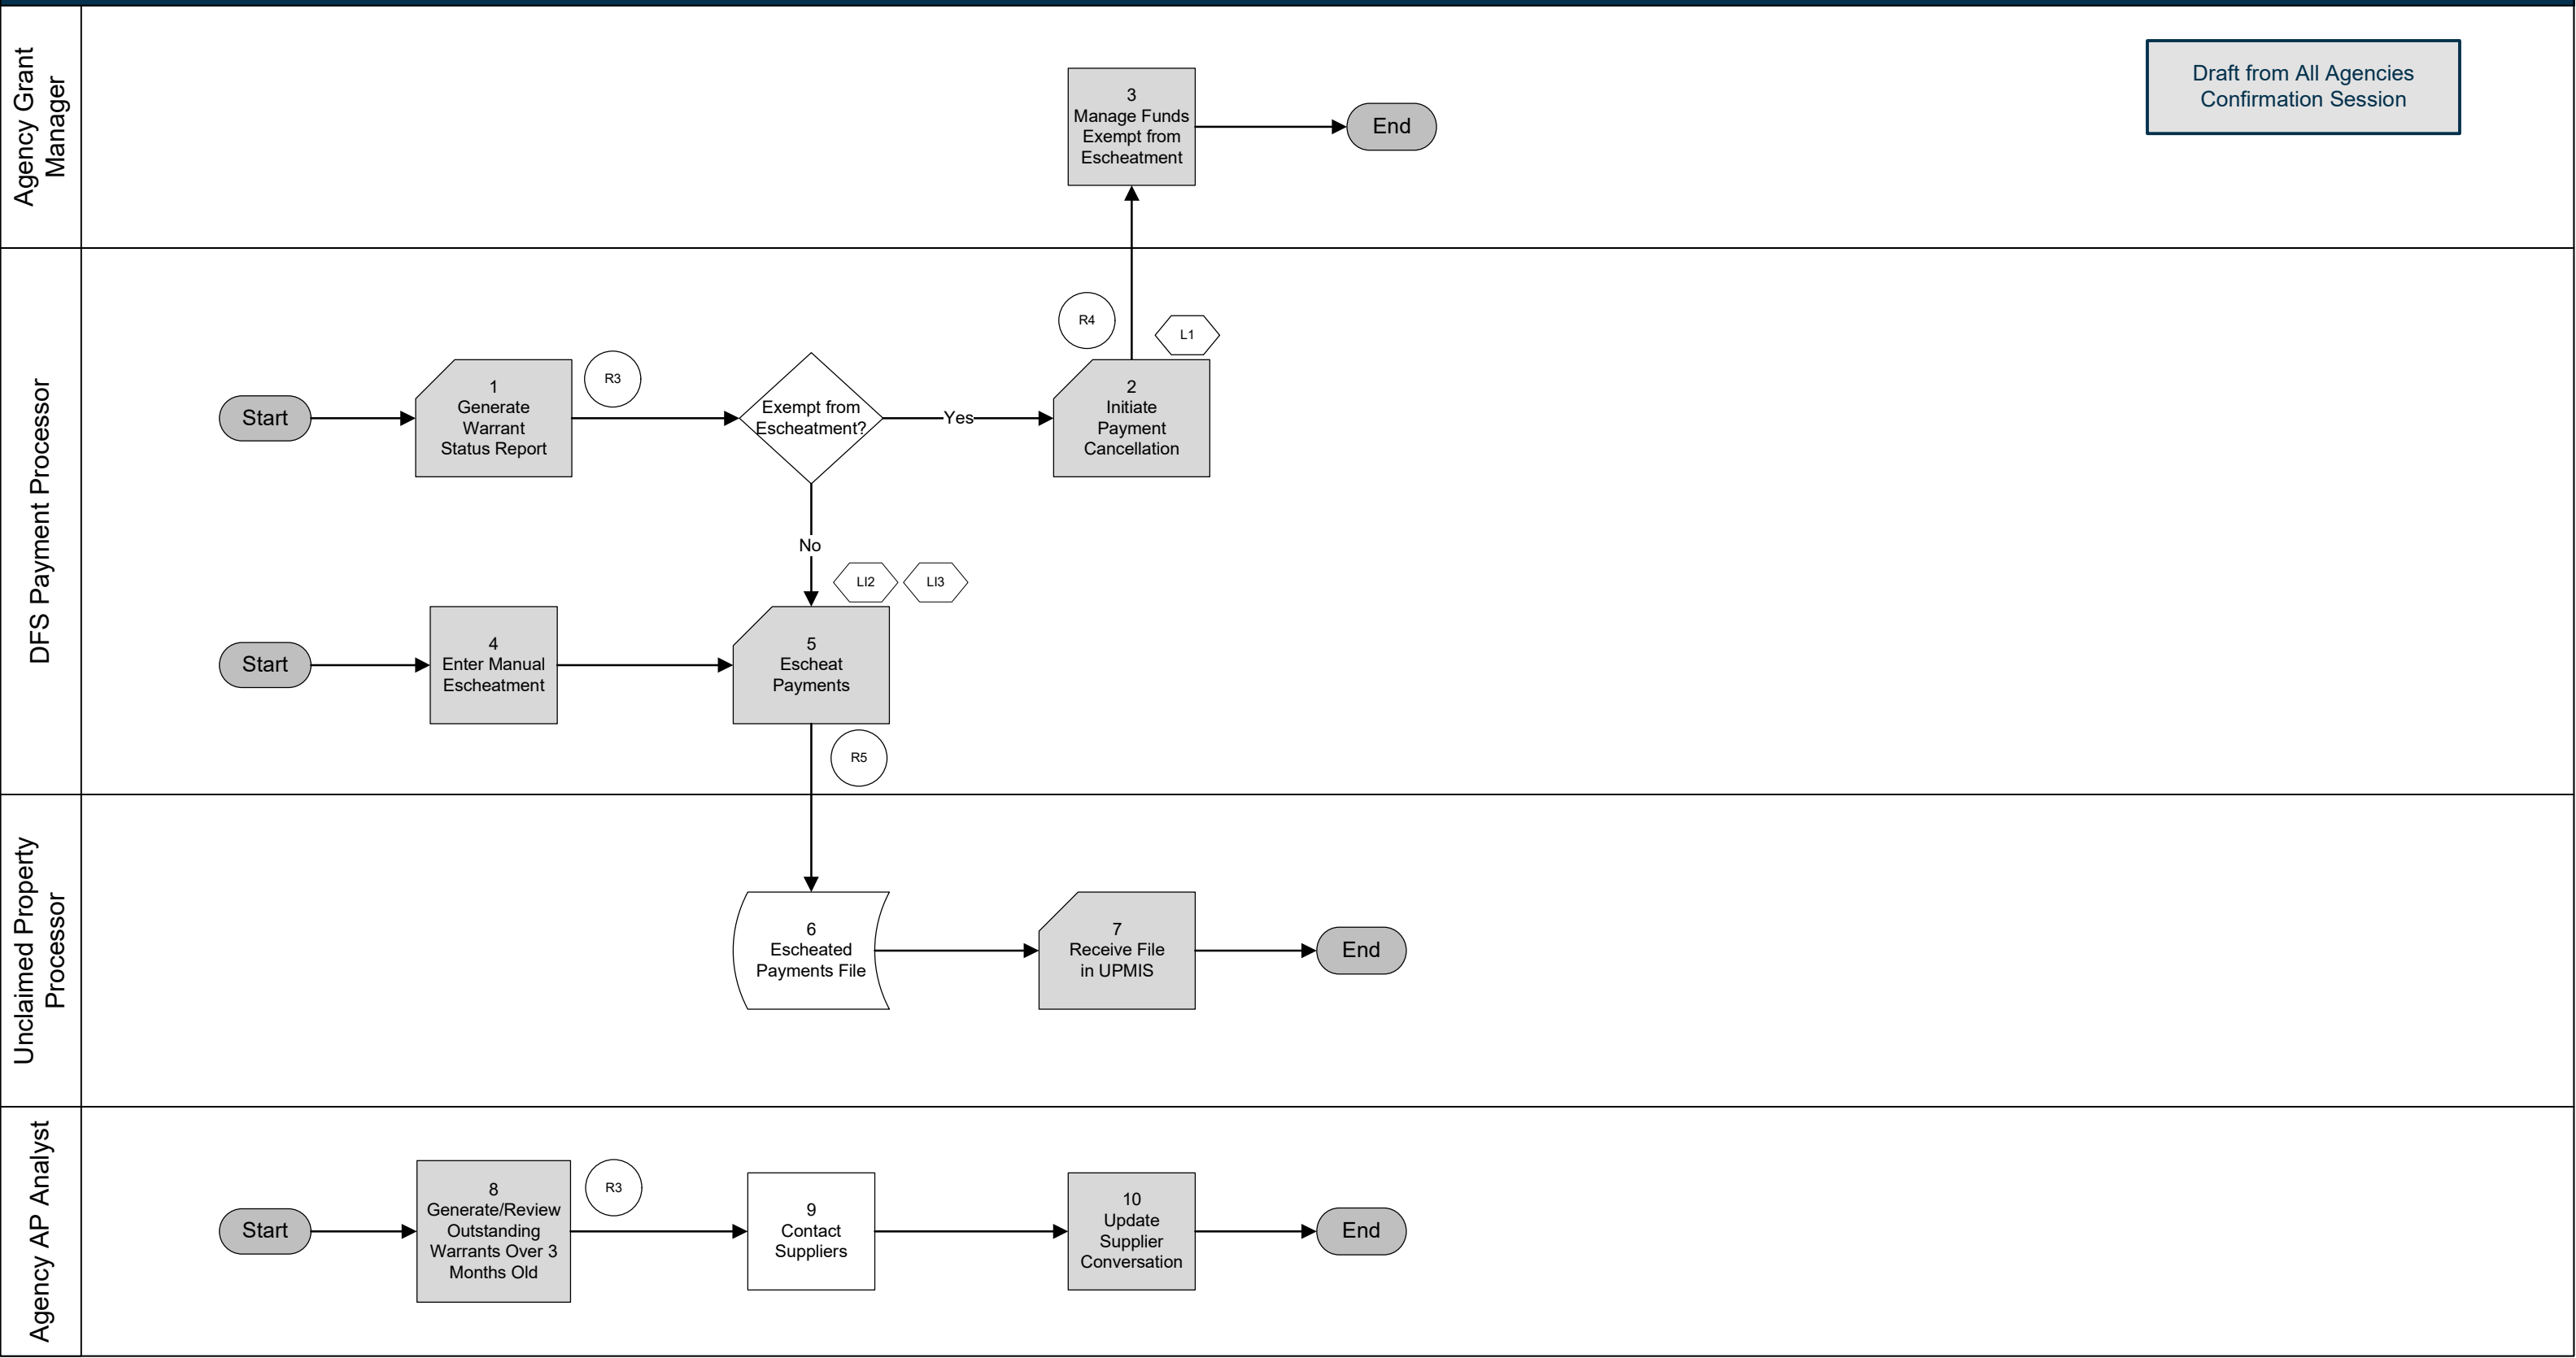 Agency Grant
Manager
3
Manage Funds
Exempt from
Escheatment
End
Draft from All Agencies
Confirmation Session
DFS Payment Processor
Start
1
Generate
Warrant
Status Report
R3
Exempt from
Escheatment?
Yes
R4
L1
2
Initiate
Payment
Cancellation
No
LI2
LI3
Start
4
Enter Manual
Escheatment
5
Escheat
Payments
R5
Unclaimed Property
Processor
6
Escheated
Payments File
7
Receive File
in UPMIS
End
Agency AP Analyst
Start
8
Generate/Review
Outstanding
Warrants Over 3
Months Old
R3
9
Contact
Suppliers
10
Update
Supplier
Conversation
End